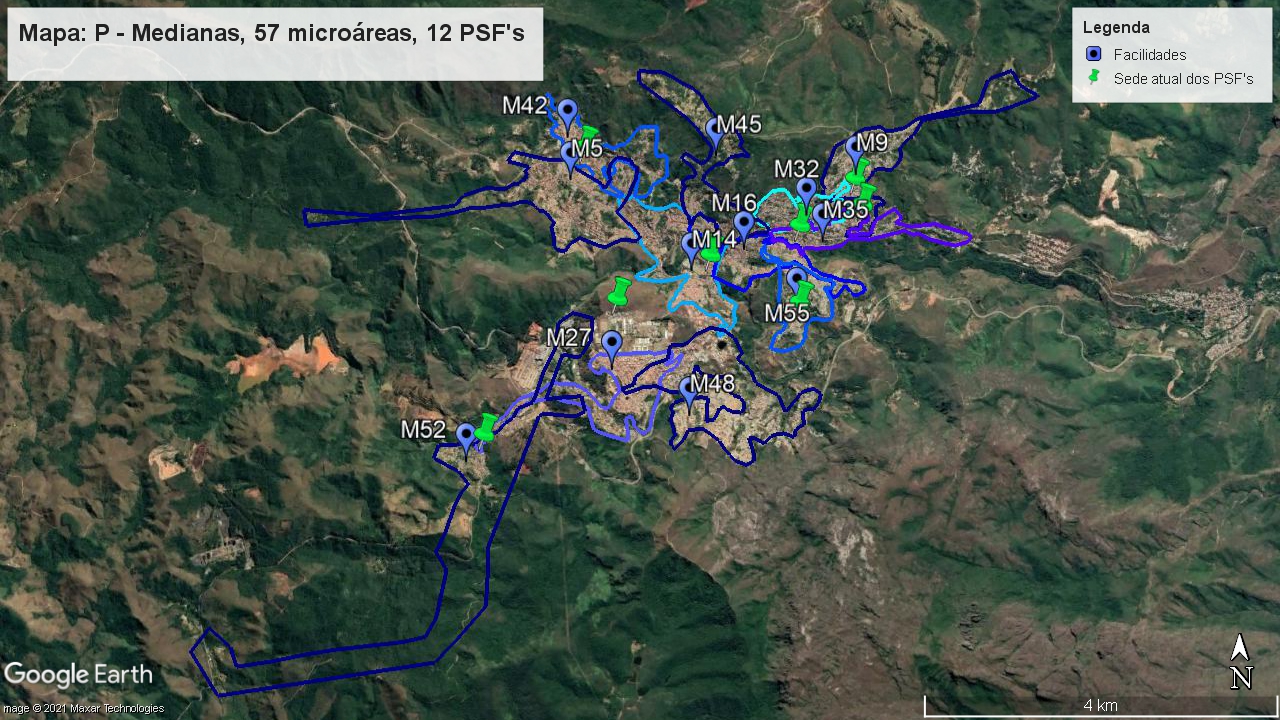 Mapa: P - Medianas, 57 microáreas, 12 PSF's
Legenda
Facilidades
Sede atual dos PSF's
M42
M45
M5
M9
M32
M16
M35
M14
M55
M27
M48
M52
Google Earth
mage © 2021 Maxar Technologies
N
4 km